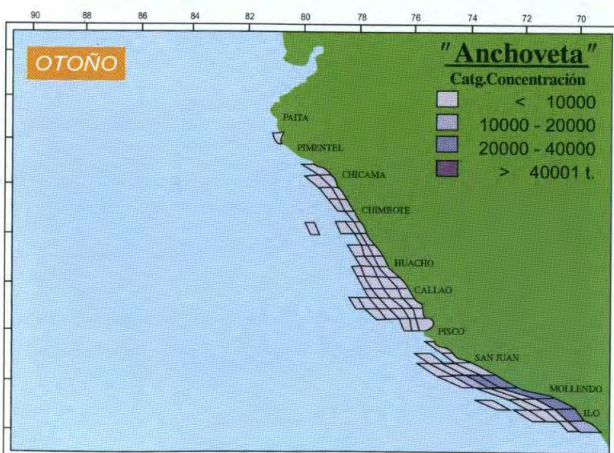 90 88 86 84 82 80 78 76 74 72 70
OTOÑO
"Anchoveta"
Catg.Concentración
< 10000
10000 - 20000
20000 - 40000
> 40001 t.
PAITA
PIMENTEL
CHICAMA
CHIMBOTE
HUACHO
CALLAO
PISCO
SAN JUAN
MOLLENDO
ILO